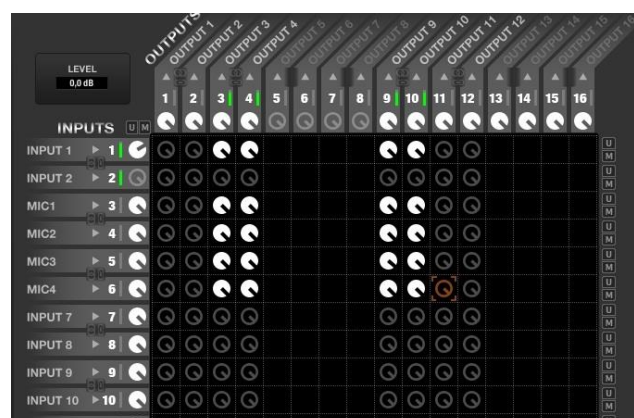 OUTPUTS
OUTPUT 1
OUTPUT 2
OUTPUT 3
OUTPUT 4
OUTPUT 5
OUTPUT 6
OUTPUT 7
OUTPUT 8
OUTPUT 9
OUTPUT 10
OUTPUT 11
OUTPUT 12
OUTPUT 13
OUTPUT 14
OUTPUT 15
OUTPUT 16
LEVEL
0,0 dB
1 2 3 4 5 6 7 8 9 10 11 12 13 14 15 16
INPUTS U M
INPUT 1 1 U M
INPUT 2 2 U M
MIC1 3 U M
MIC2 4 U M
MIC3 5 U M
MIC4 6 U M
INPUT 7 7 U M
INPUT 8 8 U M
INPUT 9 9 U M
INPUT 10 10 U M